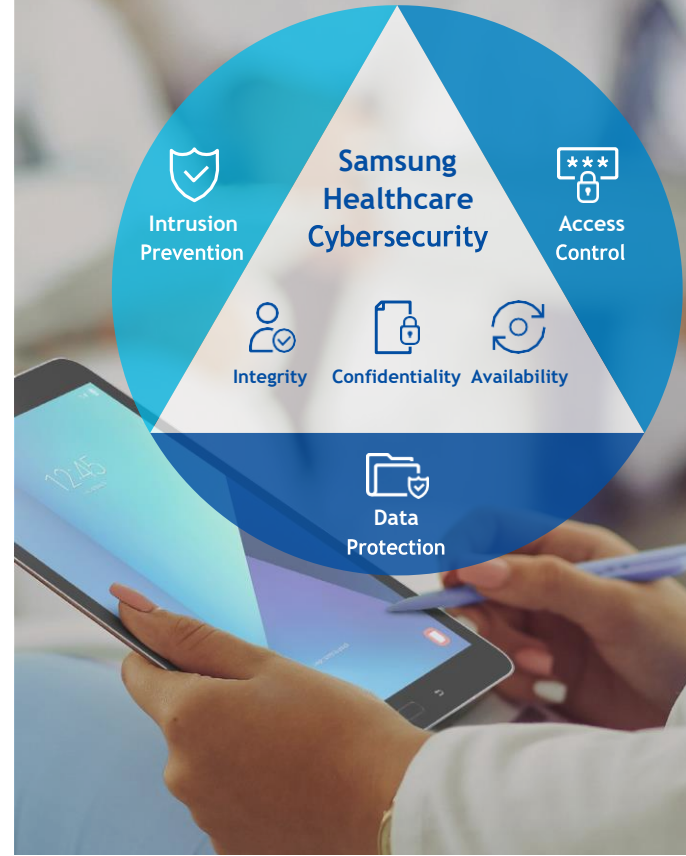 Samsung
Healthcare
Cybersecurity
Intrusion
Prevention
***
Access
Control
Integrity
Confidentiality
Availability
Data
Protection
12:45